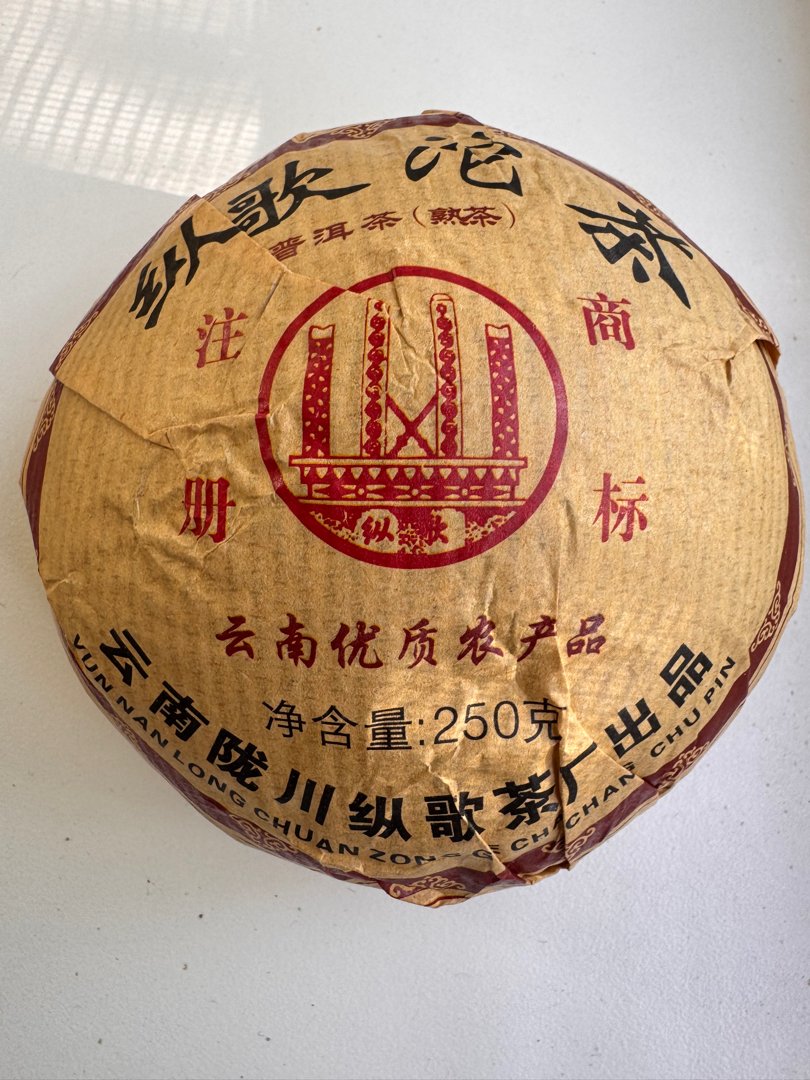 纵歌 沱 茶
普洱茶(熟茶)
注 商
册 标
纵 歌
云南优质农产品
净含量:250克
云南陇川纵歌茶厂出品
YUN NAN LONG CHUAN ZONG GE CHA CHANG CHU PIN